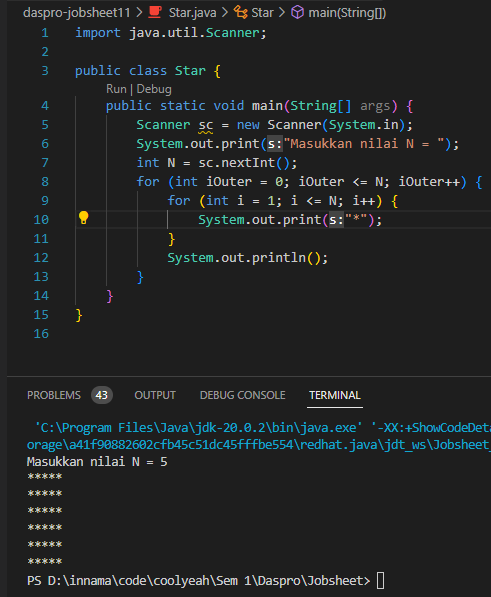 daspro-jobsheet11 > Star.java > Star > main(String[])
1 import java.util.Scanner;
2
3 public class Star {
Run | Debug
4 public static void main(String[] args) {
5 Scanner sc = new Scanner(System.in);
6 System.out.print(s:"Masukkan nilai N = ");
7 int N = sc.nextInt();
8 for (int iOuter = 0; iOuter <= N; iOuter++) {
9 for (int i = 1; i <= N; i++) {
10 System.out.print(s:"*");
11 }
12 System.out.println();
13 }
14 }
15 }
16
PROBLEMS 43 OUTPUT DEBUG CONSOLE TERMINAL
'C:\Program Files\Java\jdk-20.0.2\bin\java.exe' '-XX:+ShowCodeDeta
orage\a41f90882602cfb45c51dc45fffbe554\redhat.java\jdt_ws\Jobsheet_
Masukkan nilai N = 5
*****
*****
*****
*****
*****
*****
PS D:\innama\code\coolyeah\Sem 1\Daspro\Jobsheet>